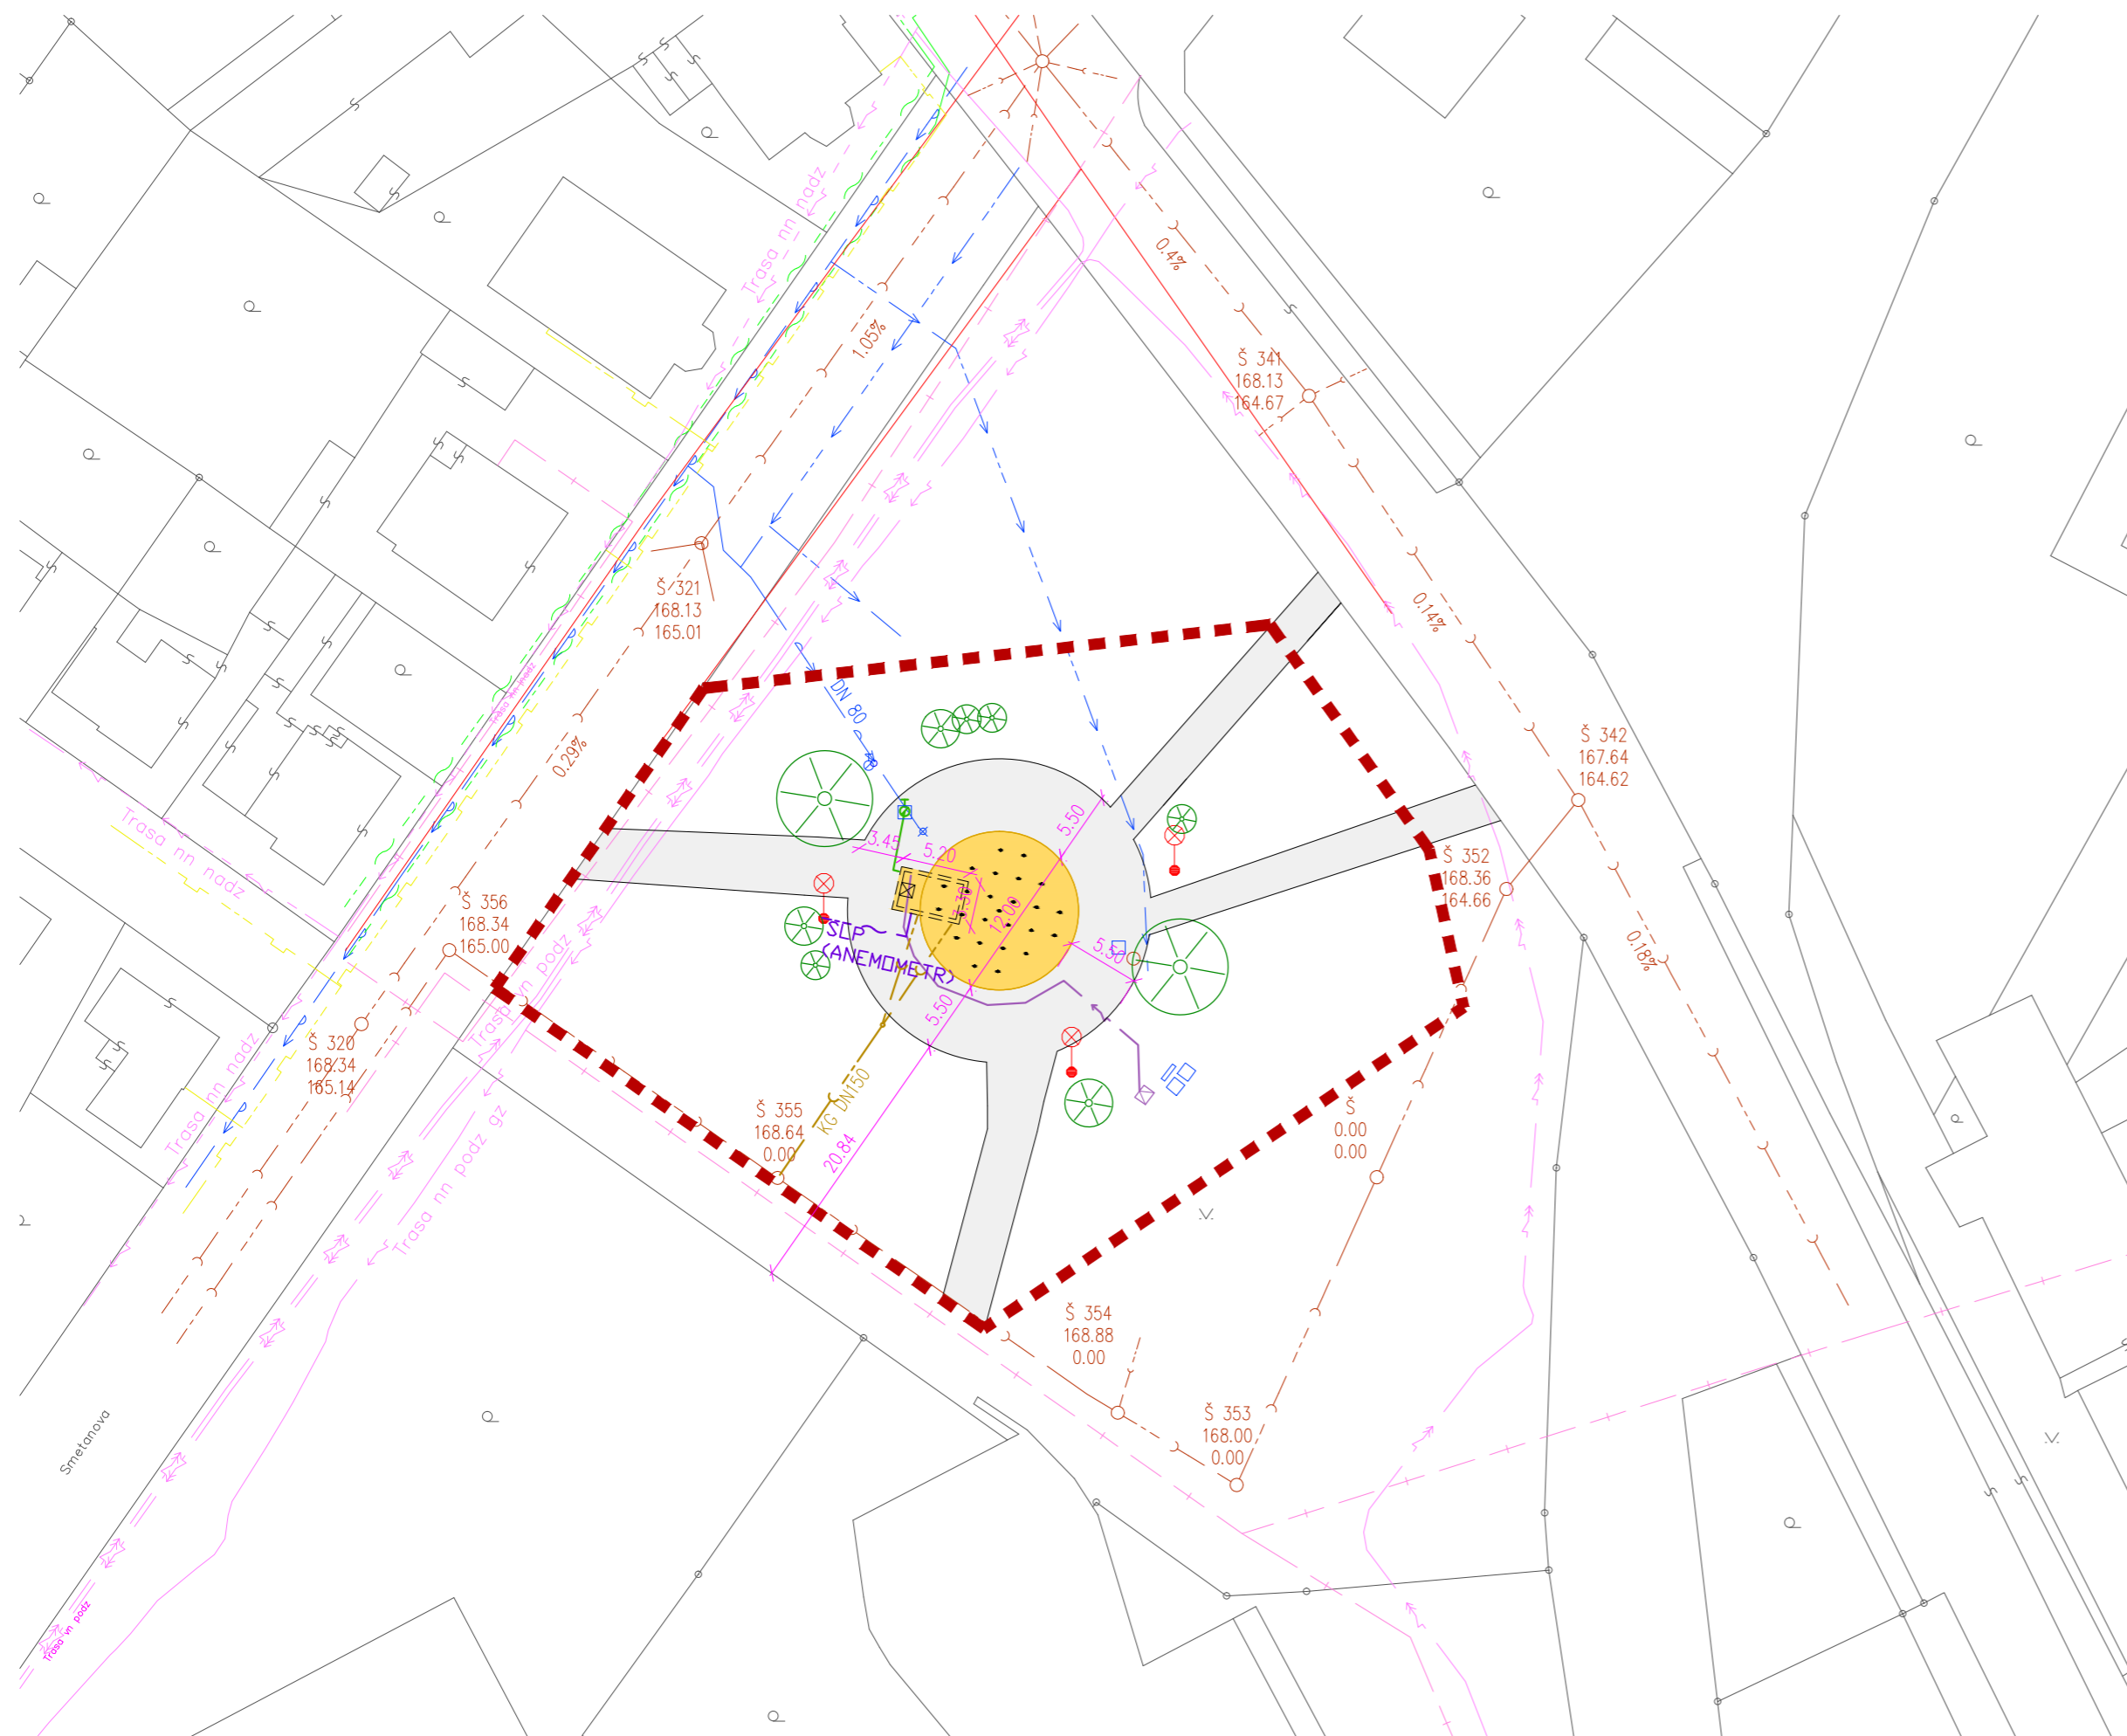 Trasa nn nadz
0.4%
1.05%
Š 341
168.13
164.67
Š 321
168.13
165.01
0.14%
Trasa nn nadz
DN 80
0.29%
Š 342
167.64
164.62
Trasa nn nadz
5.50
3.45
5.20
Š 352
168.36
164.66
3.30
12.00
Š 356
168.34
165.00
SCP
(ANEMOMETR)
5.50
0.18%
Trasa vn podz
5.50
Š 320
168.34
165.14
Trasa nn nadz
KG DN150
Š 355
168.64
0.00
20.84
Š
0.00
0.00
Trasa nn podz gz
Š 354
168.88
0.00
Š 353
168.00
0.00
Smetanova
Trasa vn podz